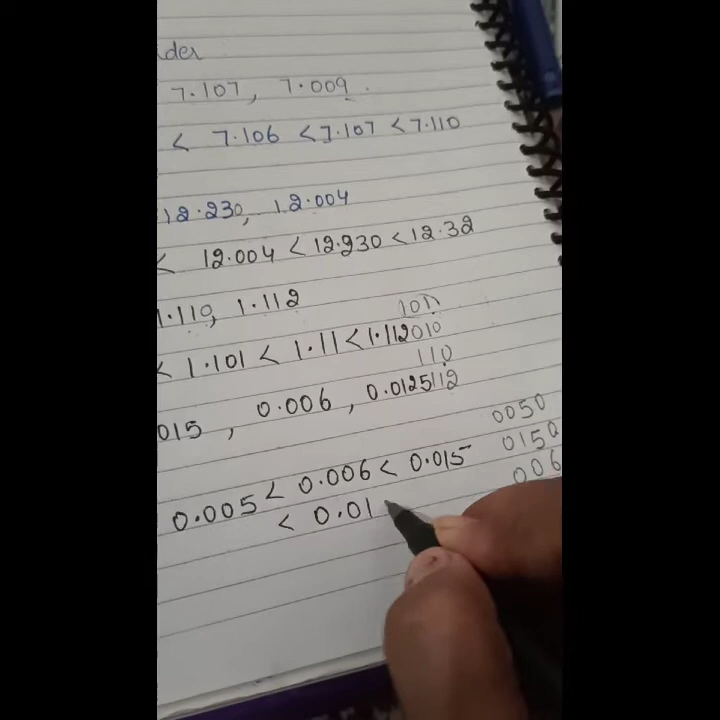 der
7.107, 7.009.
< 7.106 < 7.107 < 7.110
12.230, 12.004
< 12.004 < 12.230 < 12.32
1.110, 1.112
1011
< 1.101 < 1.11 < 1.112 010
110
015, 0.006, 0.0125 112
0050
0.005 < 0.006 < 0.015 0150
006
< 0.01